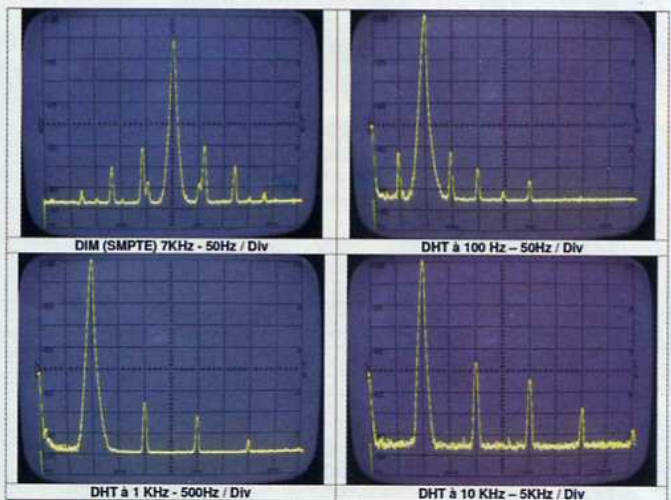 DIM (SMPTE) 7KHz - 50Hz / Div
DHT à 100 Hz – 50Hz / Div
DHT à 1 KHz - 500Hz / Div
DHT à 10 KHz – 5KHz / Div